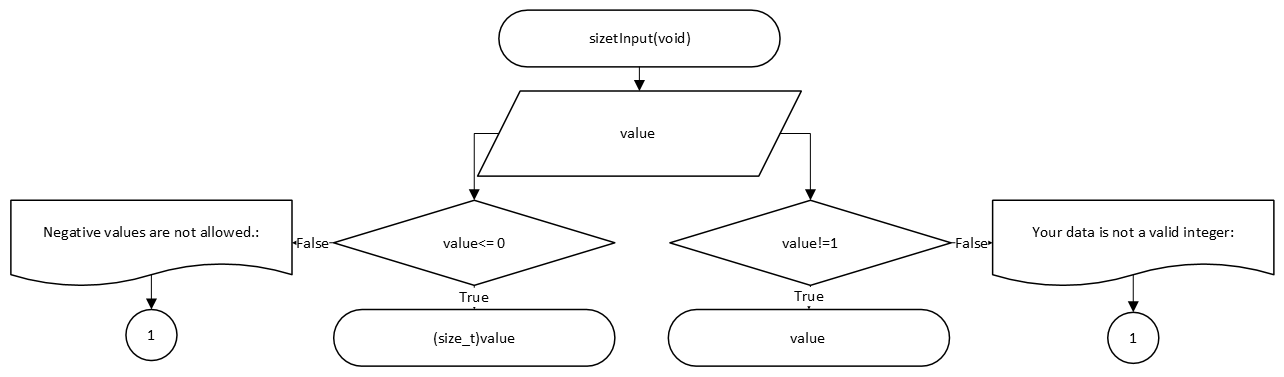 sizetInput(void)
value
Negative values are not allowed.:
False
value<= 0
value!=1
False
Your data is not a valid integer:
True
True
1
(size_t)value
value
1